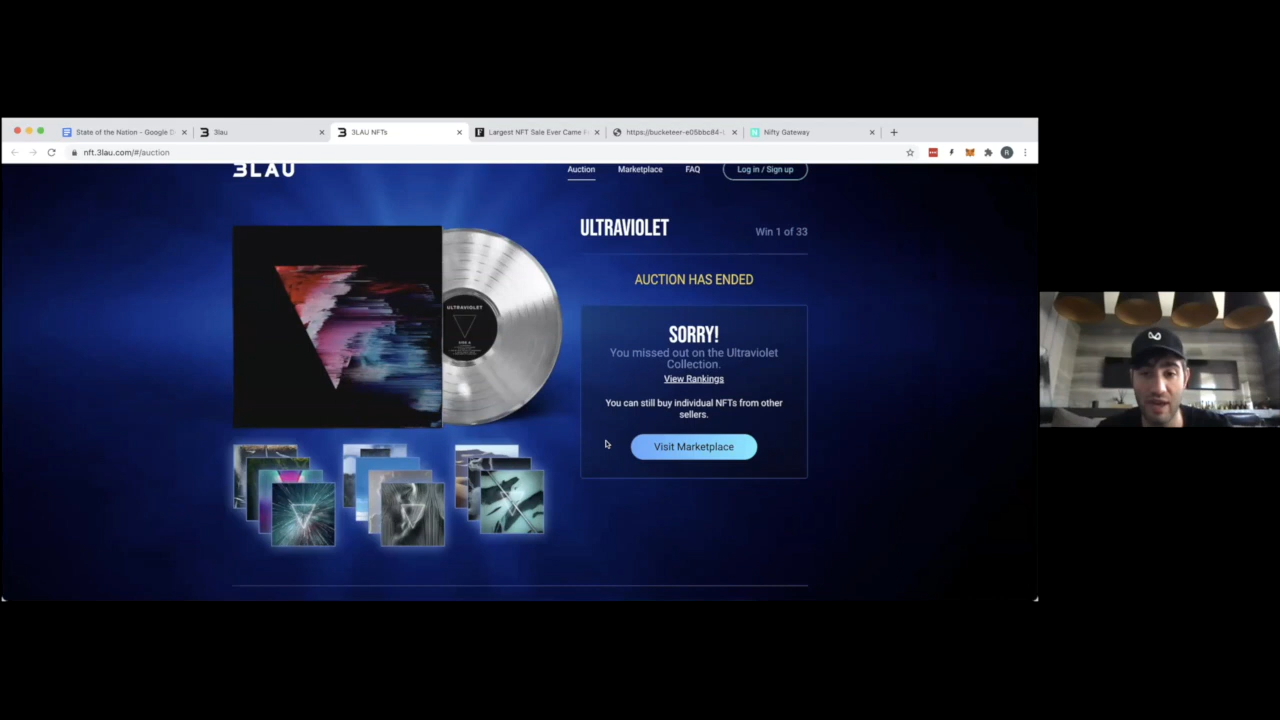 State of the Nation - Google D
3lau
3LAU NFTs
Largest NFT Sale Ever Came
https://bucketeer-e05bbc84-
Nifty Gateway
nft.3lau.com/#/auction
R
3LAU
Auction
Marketplace
FAQ
Log in / Sign up
ULTRAVIOLET
Win 1 of 33
AUCTION HAS ENDED
SORRY!
You missed out on the Ultraviolet
Collection.
View Rankings
You can still buy individual NFTs from other
sellers.
Visit Marketplace
ULTRAVIOLET
SIDE A